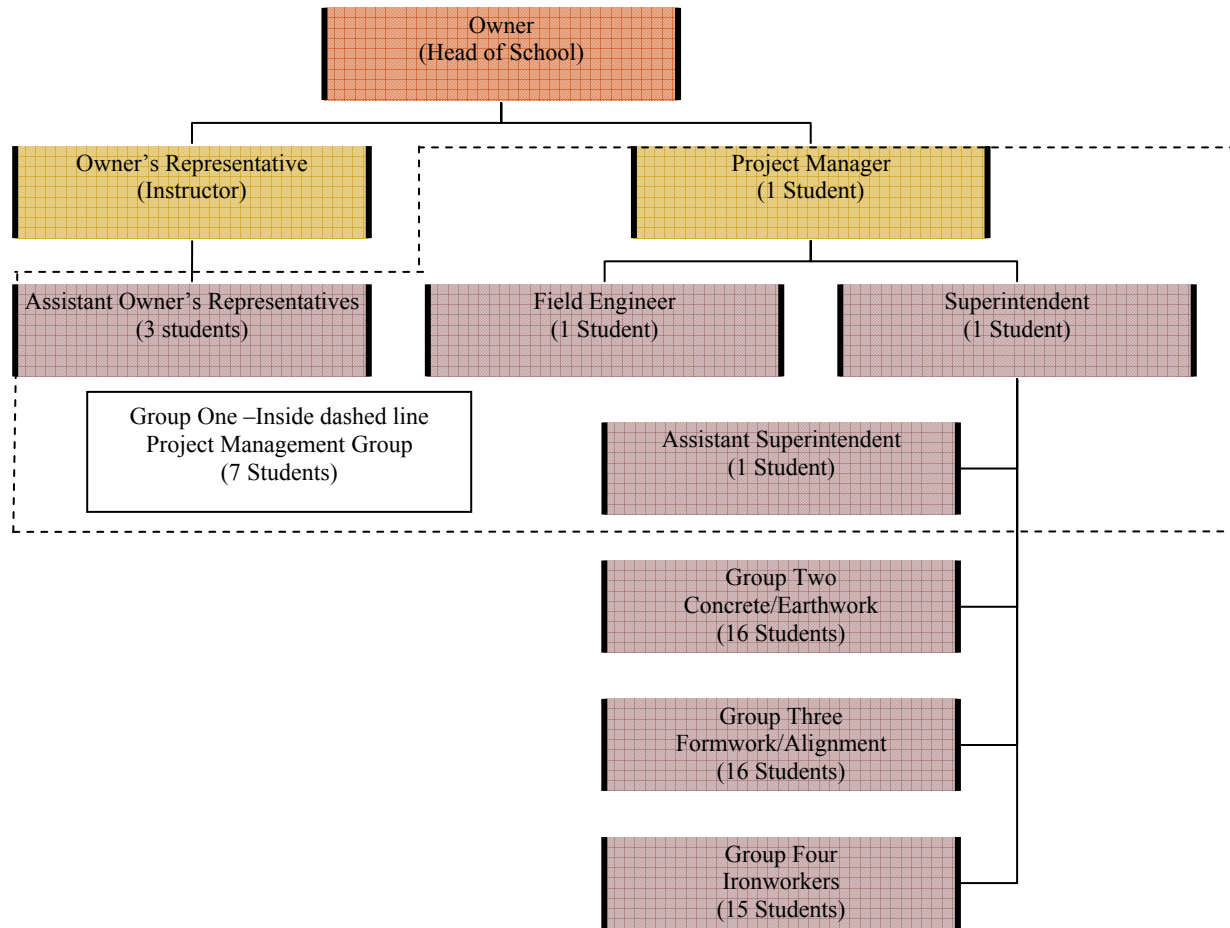 Owner
(Head of School)
Owner’s Representative
(Instructor)
Project Manager
(1 Student)
Assistant Owner’s Representatives
(3 students)
Field Engineer
(1 Student)
Superintendent
(1 Student)
Group One –Inside dashed line
Project Management Group
(7 Students)
Assistant Superintendent
(1 Student)
Group Two
Concrete/Earthwork
(16 Students)
Group Three
Formwork/Alignment
(16 Students)
Group Four
Ironworkers
(15 Students)